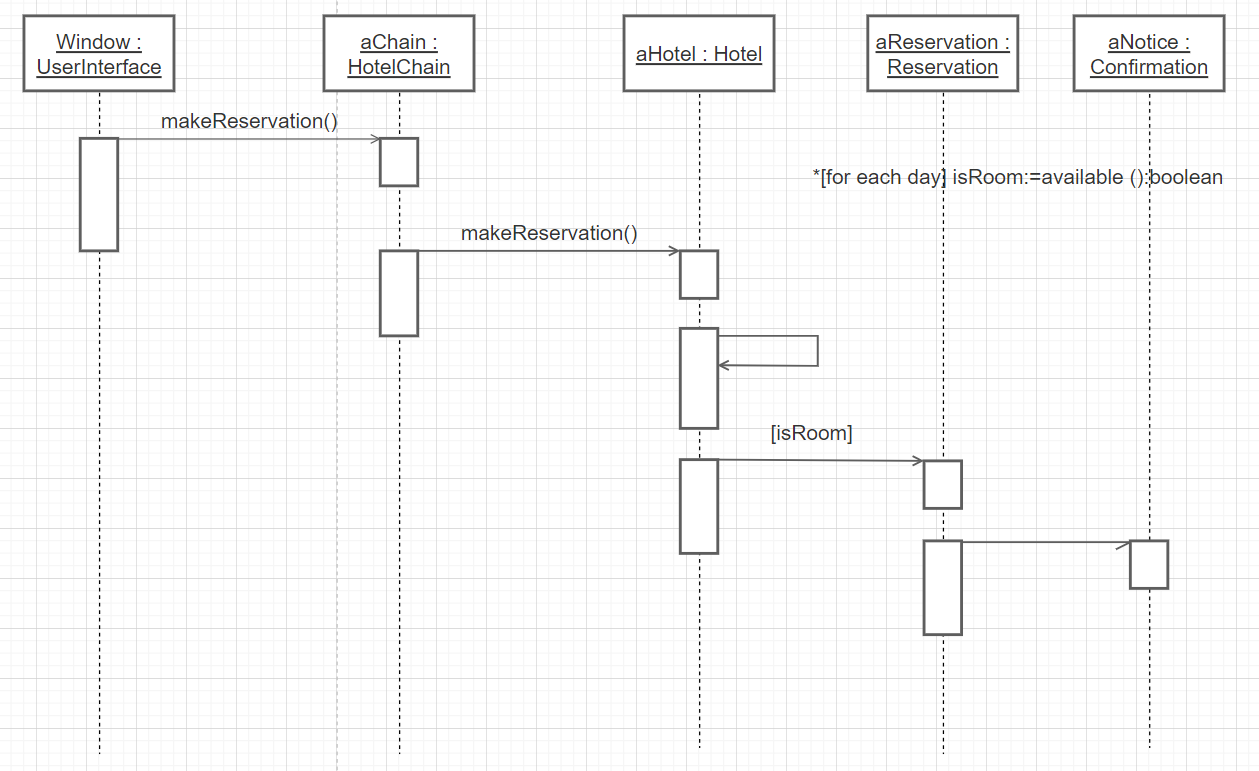 Window :
UserInterface
aChain :
HotelChain
aHotel : Hotel
aReservation :
Reservation
aNotice :
Confirmation
makeReservation()
*[for each day] isRoom:=available ():boolean
makeReservation()
[isRoom]